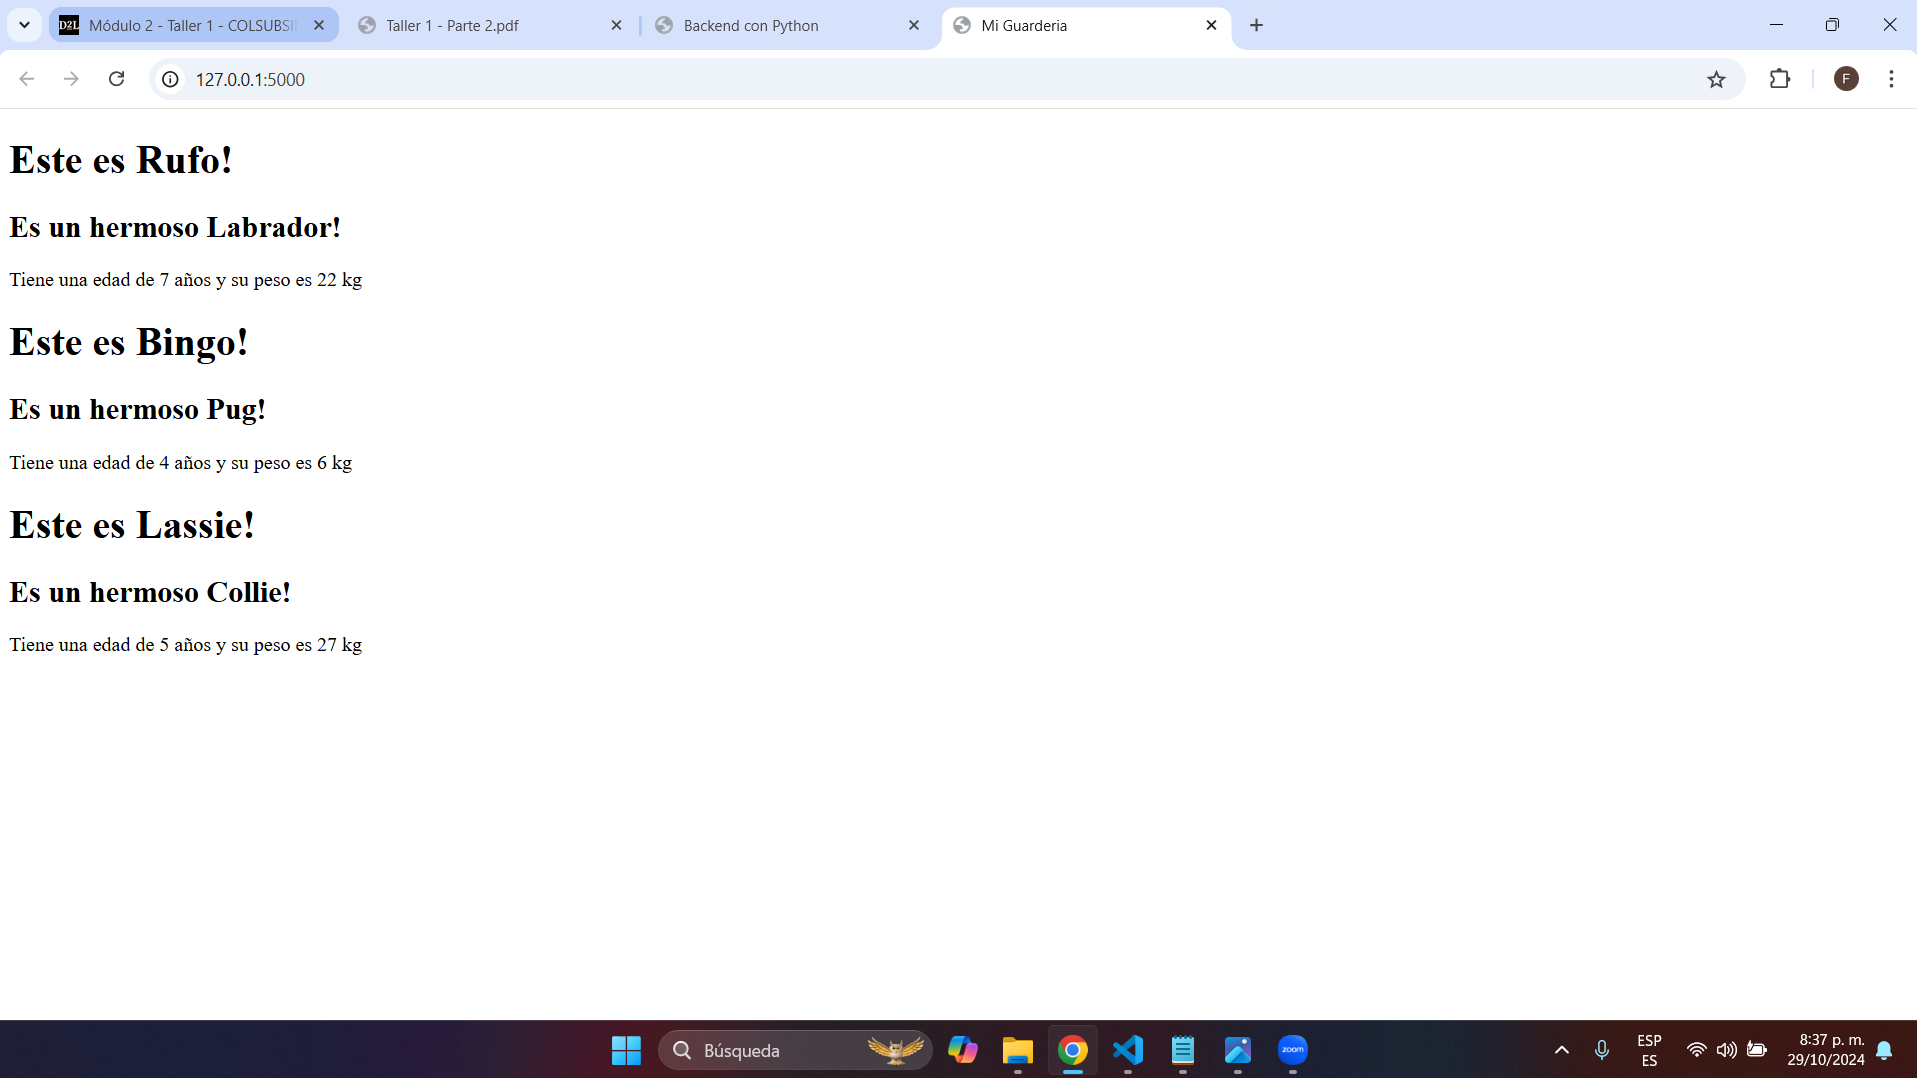 D2L Módulo 2 - Taller 1 - COLSUBSI
Taller 1 - Parte 2.pdf
Backend con Python
Mi Guarderia
127.0.0.1:5000
F
Este es Rufo!
Es un hermoso Labrador!
Tiene una edad de 7 años y su peso es 22 kg
Este es Bingo!
Es un hermoso Pug!
Tiene una edad de 4 años y su peso es 6 kg
Este es Lassie!
Es un hermoso Collie!
Tiene una edad de 5 años y su peso es 27 kg
Búsqueda
zoom
ESP
ES
8:37 p. m.
29/10/2024